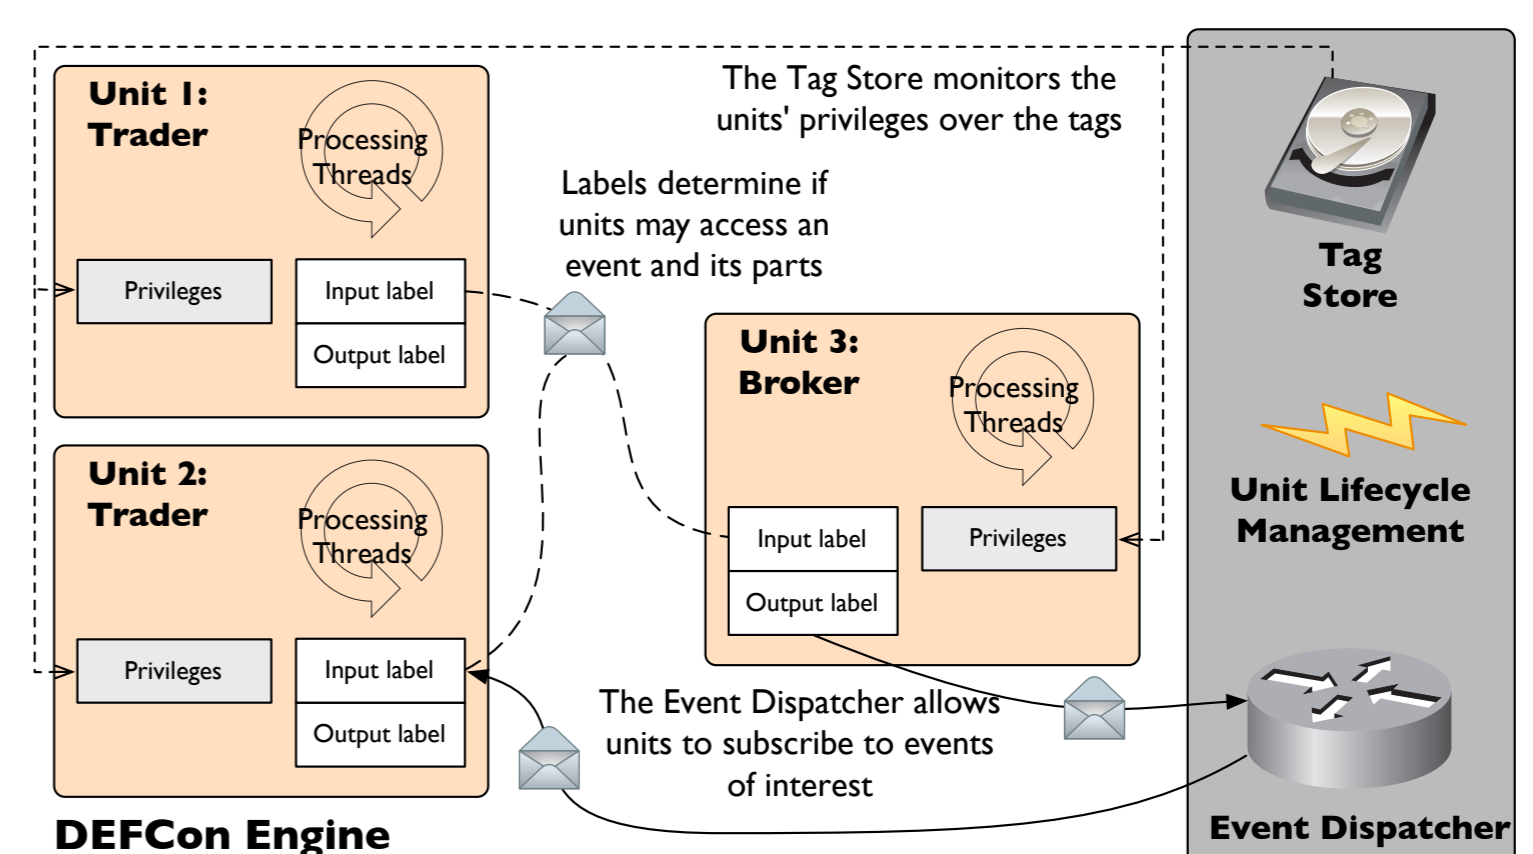 Unit 1:
Trader
Processing
Threads
Privileges
Input label
Output label
The Tag Store monitors the
units' privileges over the tags
Labels determine if
units may access an
event and its parts
Tag
Store
Unit 3:
Broker
Processing
Threads
Input label
Output label
Privileges
Unit Lifecycle
Management
Unit 2:
Trader
Processing
Threads
Privileges
Input label
Output label
The Event Dispatcher allows
units to subscribe to events
of interest
Event Dispatcher
DEFCon Engine